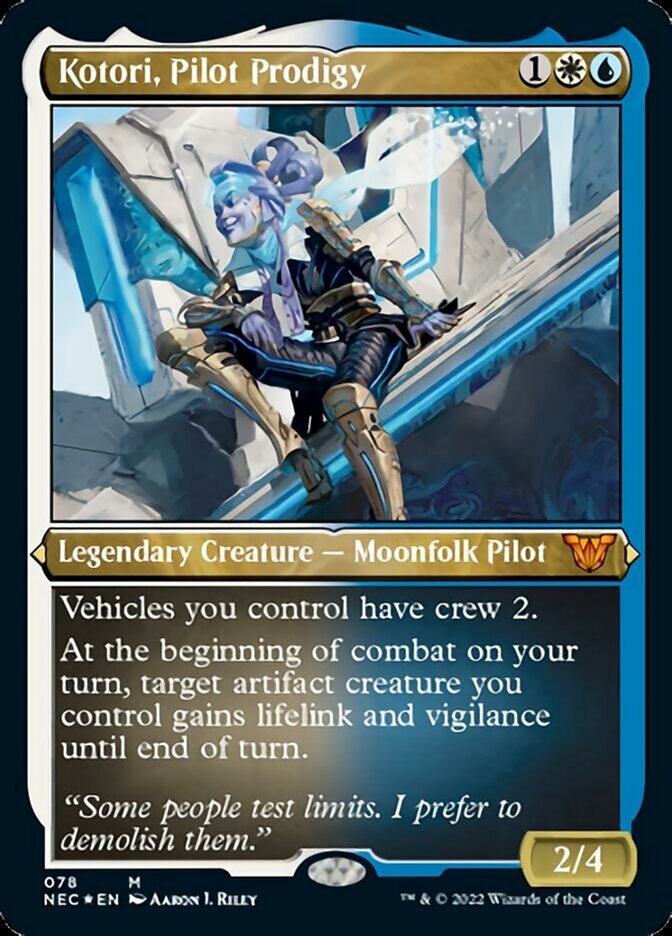 Kotori, Pilot Prodigy 1
Legendary Creature — Moonfolk Pilot
Vehicles you control have crew 2.
At the beginning of combat on your
turn, target artifact creature you
control gains lifelink and vigilance
until end of turn.
“Some people test limits. I prefer to
demolish them.”
2/4
078 M
NEC★EN Aaron J. Riley ™ & © 2022 Wizards of the Coast